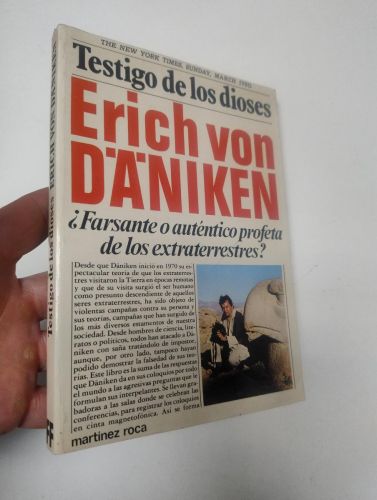 THE NEW YORK TIMES, SUNDAY, MARCH 1980
Testigo de los dioses
Erich von
DÄNIKEN
¿Farsante o auténtico profeta
de los extraterrestres?
Desde que Däniken inició en 1970 su es-
pectacular teoría de que los extraterres-
tres visitaron la Tierra en épocas remotas
y que de su visita surgió el ser humano
como presunto descendiente de aquellos
seres extraterrestres, ha sido objeto de
violentas campañas contra su persona y
sus teorías, campañas que han surgido de
los más diversos estamentos de nuestra
sociedad. Desde hombres de ciencia, lite-
ratos o políticos, todos han atacado a Dä-
niken con saña tratándolo de impostor,
aunque, por otro lado, tampoco hayan
podido demostrar la falsedad de sus teo-
rías. Este libro es la suma de las respuestas
que Däniken da en sus coloquios por todo
el mundo a las agresivas preguntas que le
formulan sus interpelantes. Se llevan gra-
badoras a las salas donde se celebran las
conferencias, para registrar los coloquios
en cinta magnetofónica. Así se forma
martínez roca
Testigo de los dioses ERICH VON DÄNIKEN